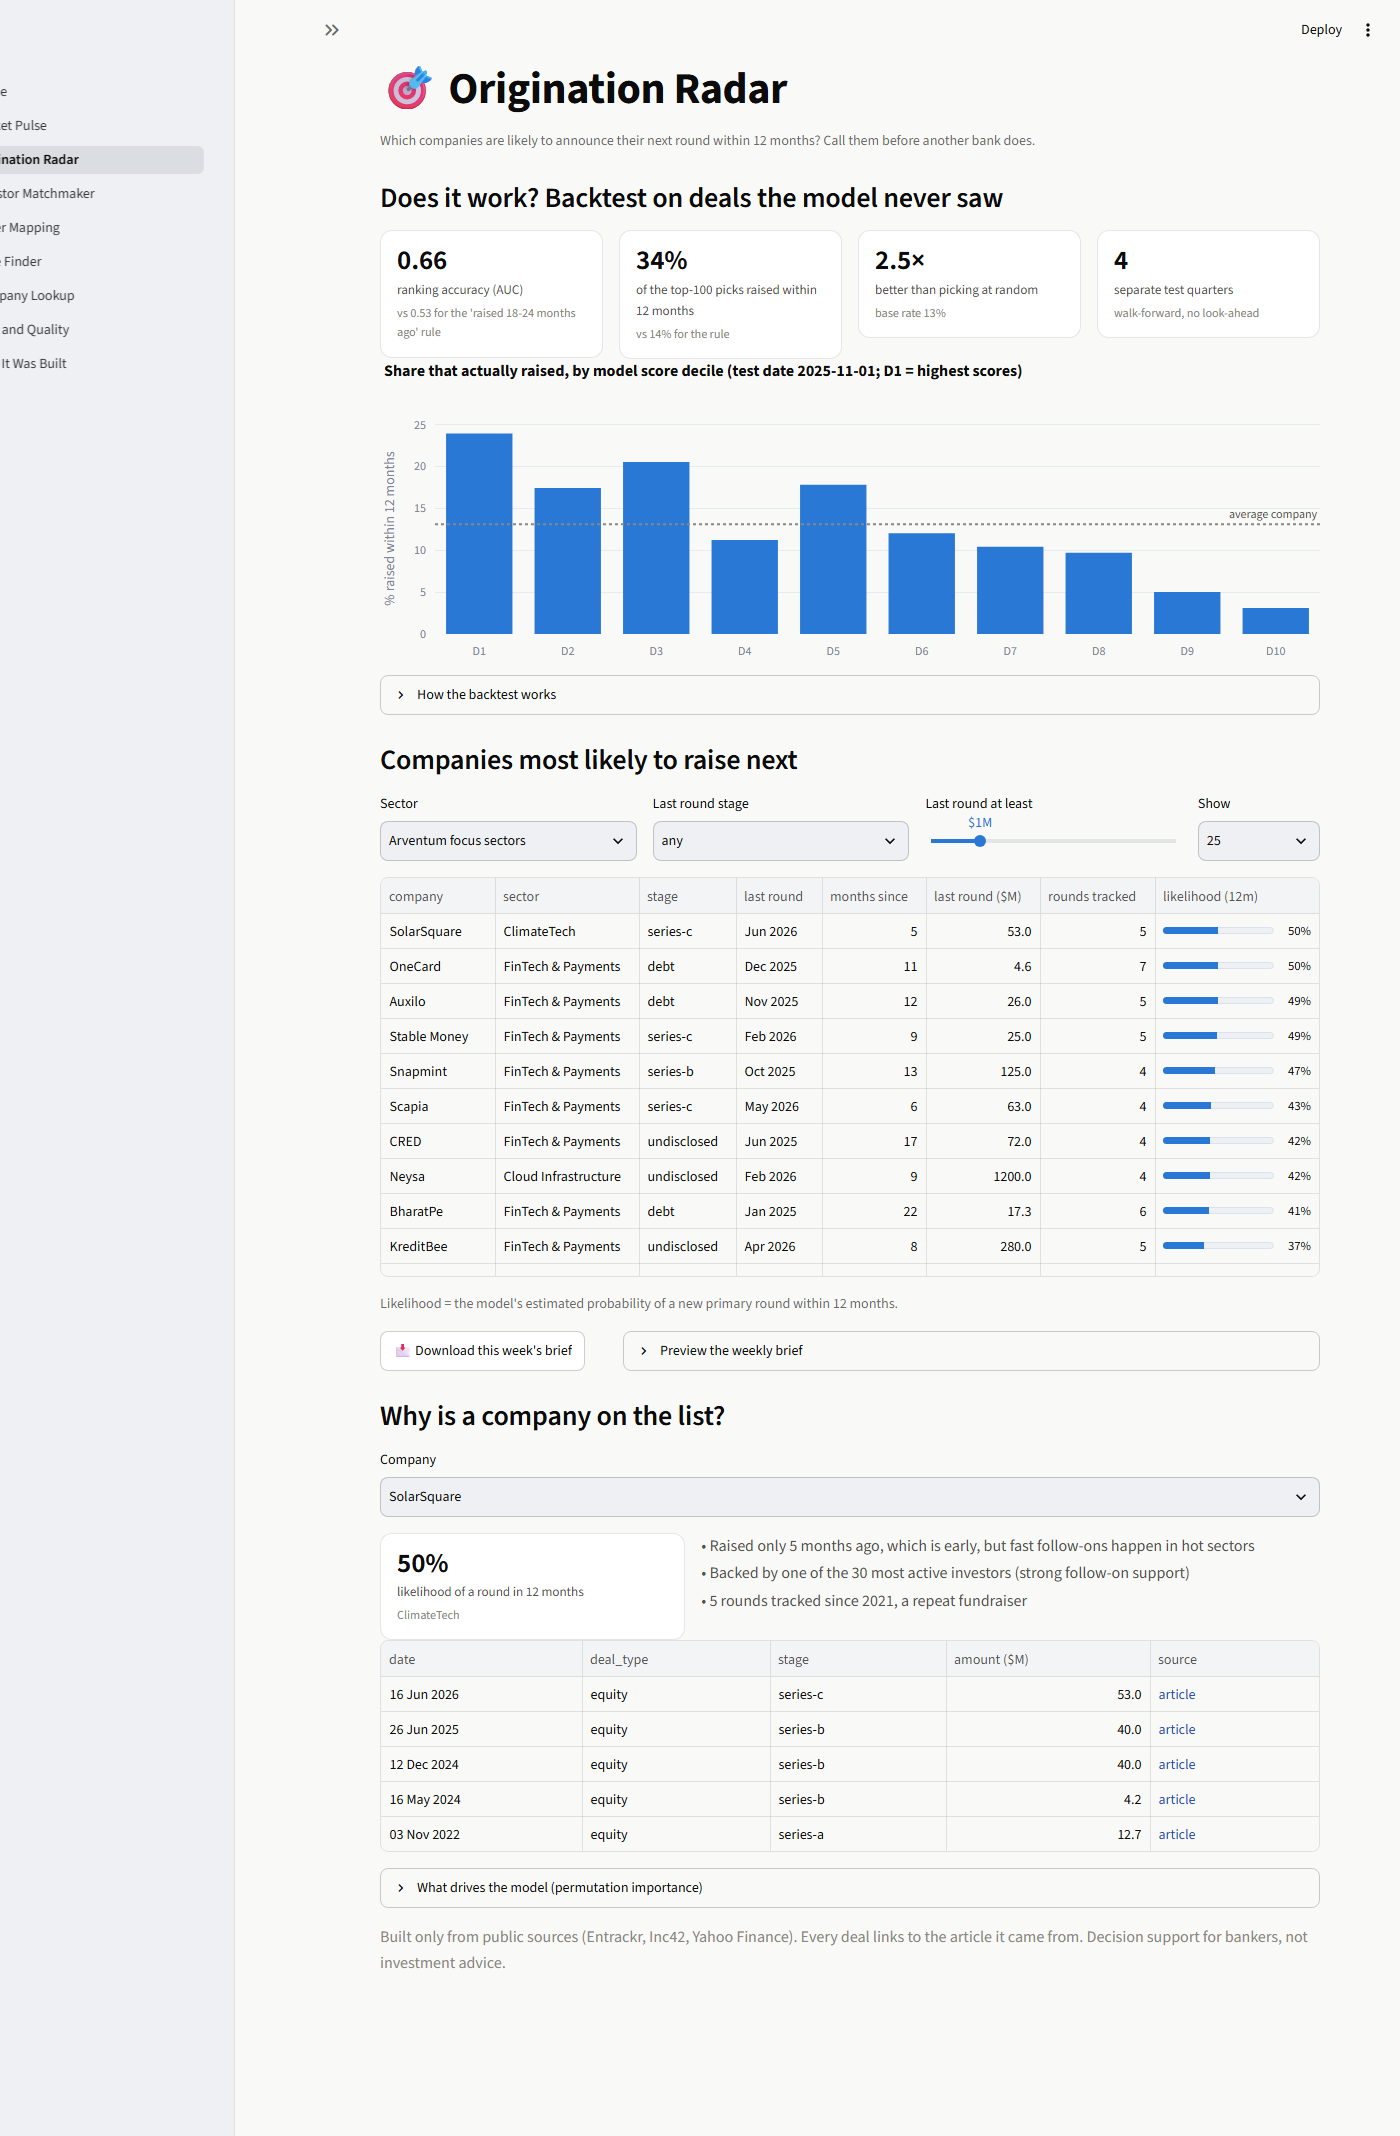 Deploy
e
et Pulse
ination Radar
stor Matchmaker
r Mapping
Finder
pany Lookup
and Quality
It Was Built
Origination Radar
Which companies are likely to announce their next round within 12 months? Call them before another bank does.
Does it work? Backtest on deals the model never saw
0.66
ranking accuracy (AUC)
vs 0.53 for the 'raised 18-24 months
ago' rule
34%
of the top-100 picks raised within
12 months
vs 14% for the rule
2.5×
better than picking at random
base rate 13%
4
separate test quarters
walk-forward, no look-ahead
Share that actually raised, by model score decile (test date 2025-11-01; D1 = highest scores)
% raised within 12 months
25
20
15
10
5
0
average company
D1 D2 D3 D4 D5 D6 D7 D8 D9 D10
How the backtest works
Companies most likely to raise next
Sector Last round stage Last round at least Show
$1M
Arventum focus sectors any 25
company sector stage last round months since last round ($M) rounds tracked likelihood (12m)
SolarSquare ClimateTech series-c Jun 2026 5 53.0 5 50%
OneCard FinTech & Payments debt Dec 2025 11 4.6 7 50%
Auxilo FinTech & Payments debt Nov 2025 12 26.0 5 49%
Stable Money FinTech & Payments series-c Feb 2026 9 25.0 5 49%
Snapmint FinTech & Payments series-b Oct 2025 13 125.0 4 47%
Scapia FinTech & Payments series-c May 2026 6 63.0 4 43%
CRED FinTech & Payments undisclosed Jun 2025 17 72.0 4 42%
Neysa Cloud Infrastructure undisclosed Feb 2026 9 1200.0 4 42%
BharatPe FinTech & Payments debt Jan 2025 22 17.3 6 41%
KreditBee FinTech & Payments undisclosed Apr 2026 8 280.0 5 37%
Likelihood = the model's estimated probability of a new primary round within 12 months.
Download this week's brief Preview the weekly brief
Why is a company on the list?
Company
SolarSquare
50%
likelihood of a round in 12 months
ClimateTech
• Raised only 5 months ago, which is early, but fast follow-ons happen in hot sectors
• Backed by one of the 30 most active investors (strong follow-on support)
• 5 rounds tracked since 2021, a repeat fundraiser
date deal_type stage amount ($M) source
16 Jun 2026 equity series-c 53.0 article
26 Jun 2025 equity series-b 40.0 article
12 Dec 2024 equity series-b 40.0 article
16 May 2024 equity series-b 4.2 article
03 Nov 2022 equity series-a 12.7 article
What drives the model (permutation importance)
Built only from public sources (Entrackr, Inc42, Yahoo Finance). Every deal links to the article it came from. Decision support for bankers, not
investment advice.